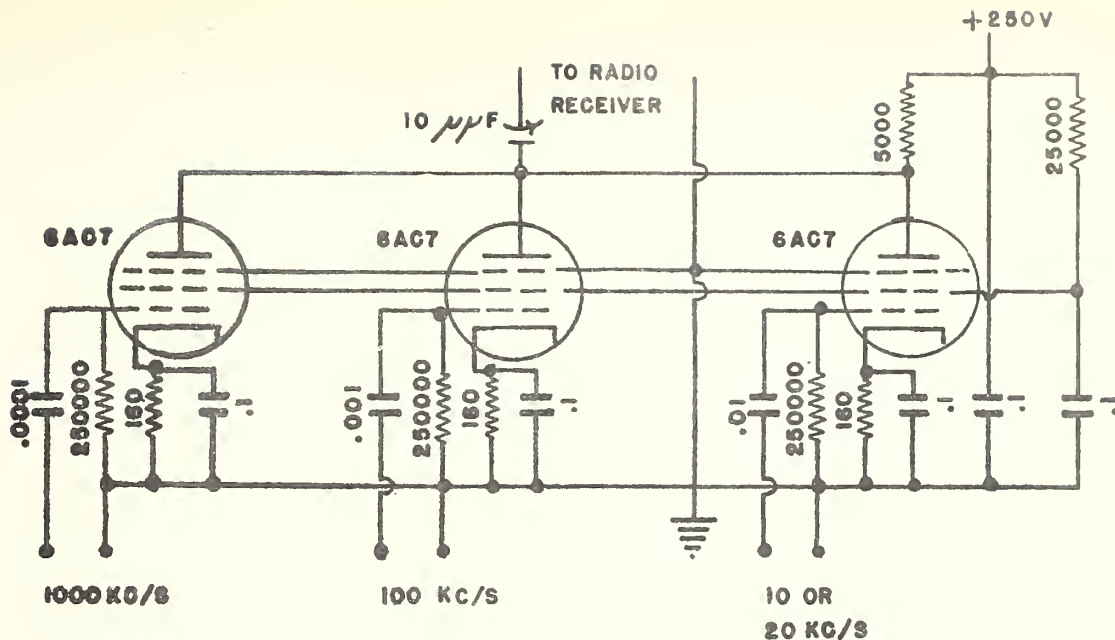 +250V
TO RADIO
RECEIVER
10 μμF
5000
25000
6AC7
6AC7
6AC7
.0001
250000
160
.1
.001
250000
160
.1
.01
250000
160
.1
.1
.1
1000 KC/S
100 KC/S
10 OR
20 KC/S